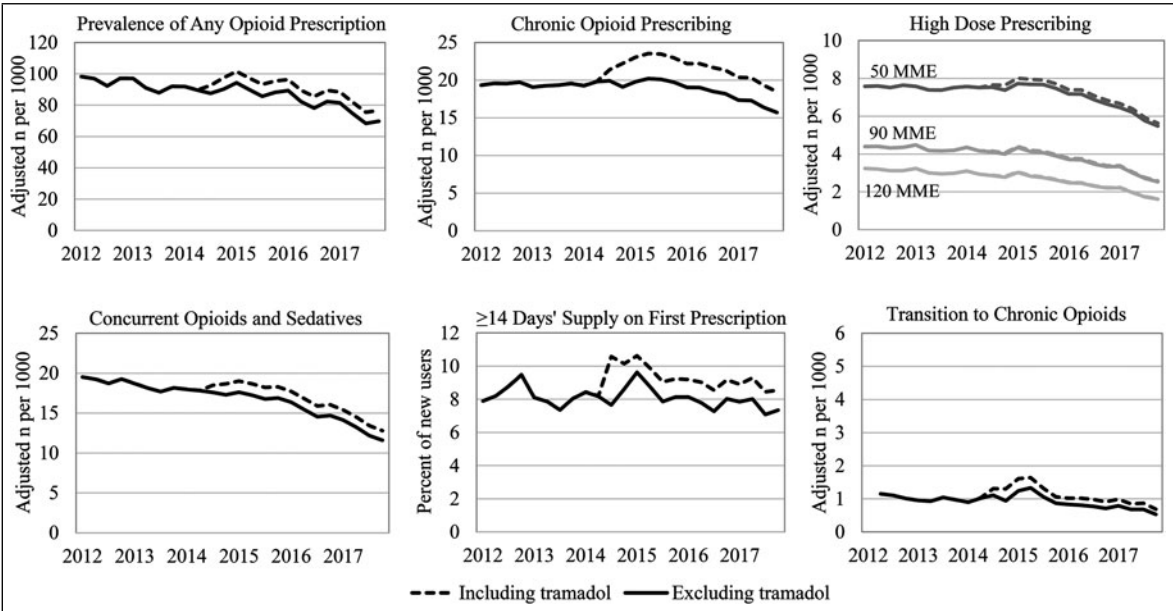 Prevalence of Any Opioid Prescription
Adjusted n per 1000
120
100
80
60
40
20
0
2012 2013 2014 2015 2016 2017
Chronic Opioid Prescribing
Adjusted n per 1000
25
20
15
10
5
0
2012 2013 2014 2015 2016 2017
High Dose Prescribing
Adjusted n per 1000
10
8
6
4
2
0
50 MME
90 MME
120 MME
2012 2013 2014 2015 2016 2017
Concurrent Opioids and Sedatives
Adjusted n per 1000
25
20
15
10
5
0
2012 2013 2014 2015 2016 2017
≥14 Days' Supply on First Prescription
Percent of new users
12
10
8
6
4
2
0
2012 2013 2014 2015 2016 2017
Transition to Chronic Opioids
Adjusted n per 1000
6
5
4
3
2
1
0
2012 2013 2014 2015 2016 2017
Including tramadol Excluding tramadol